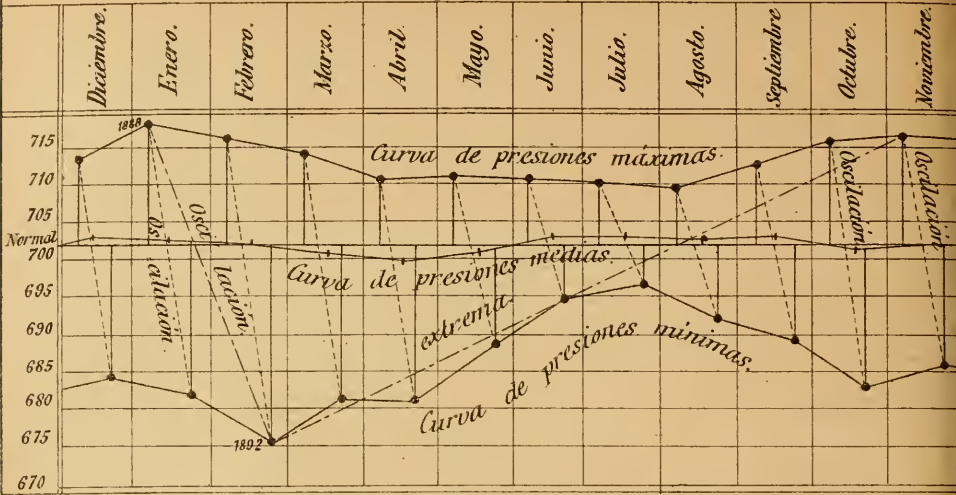 Diciembre.
Enero.
Febrero.
Marzo.
Abril.
Mayo.
Junio.
Julio.
Agosto.
Septiembre
Octubre.
Noviembre.
715
710
705
Normal
700
695
690
685
680
675
670
1888
Curva de presiones máximas.
Oscilación.
Oscilación
Oscilación.
Oscilación
Curva de presiones médias.
extrema
Curva de presiones mínimas.
1892